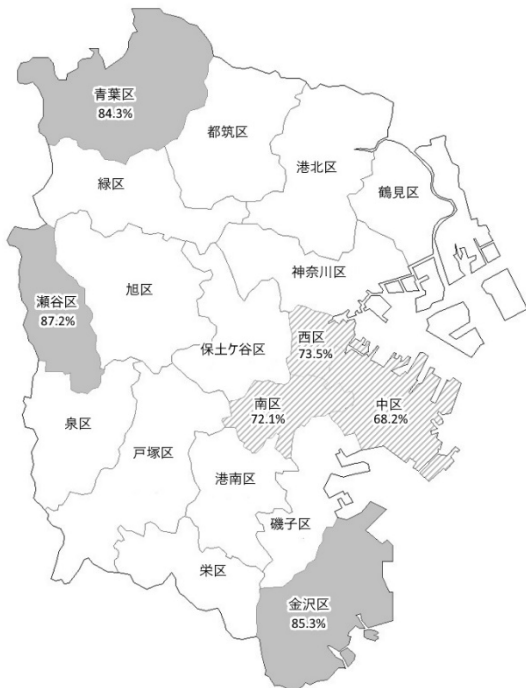 青葉区
84.3%
都筑区
港北区
緑区
鶴見区
神奈川区
瀬谷区
87.2%
旭区
保土ケ谷区
西区
73.5%
南区
72.1%
中区
68.2%
泉区
戸塚区
港南区
磯子区
栄区
金沢区
85.3%